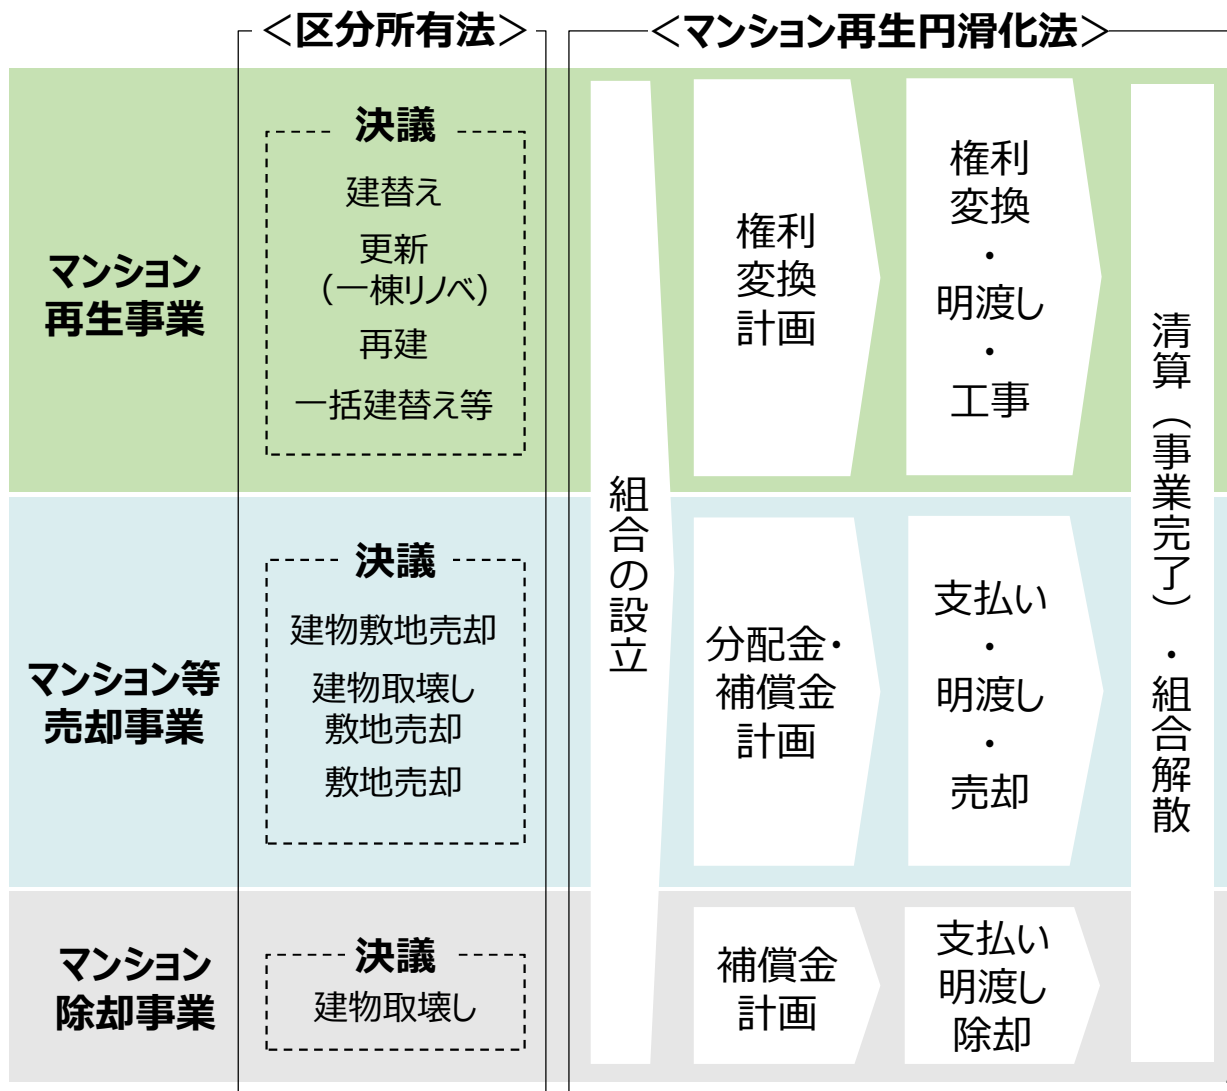 ＜区分所有法＞
＜マンション再生円滑化法＞
マンション
再生事業
決議
建替え
更新
（一棟リノベ）
再建
一括建替え等
組合の設立
権利
変換
計画
権利
変換
・
明渡し
・
工事
清算（事業完了）・組合解散
マンション等
売却事業
決議
建物敷地売却
建物取壊し
敷地売却
敷地売却
分配金・
補償金
計画
支払い
・
明渡し
・
売却
マンション
除却事業
決議
建物取壊し
補償金
計画
支払い
明渡し
除却